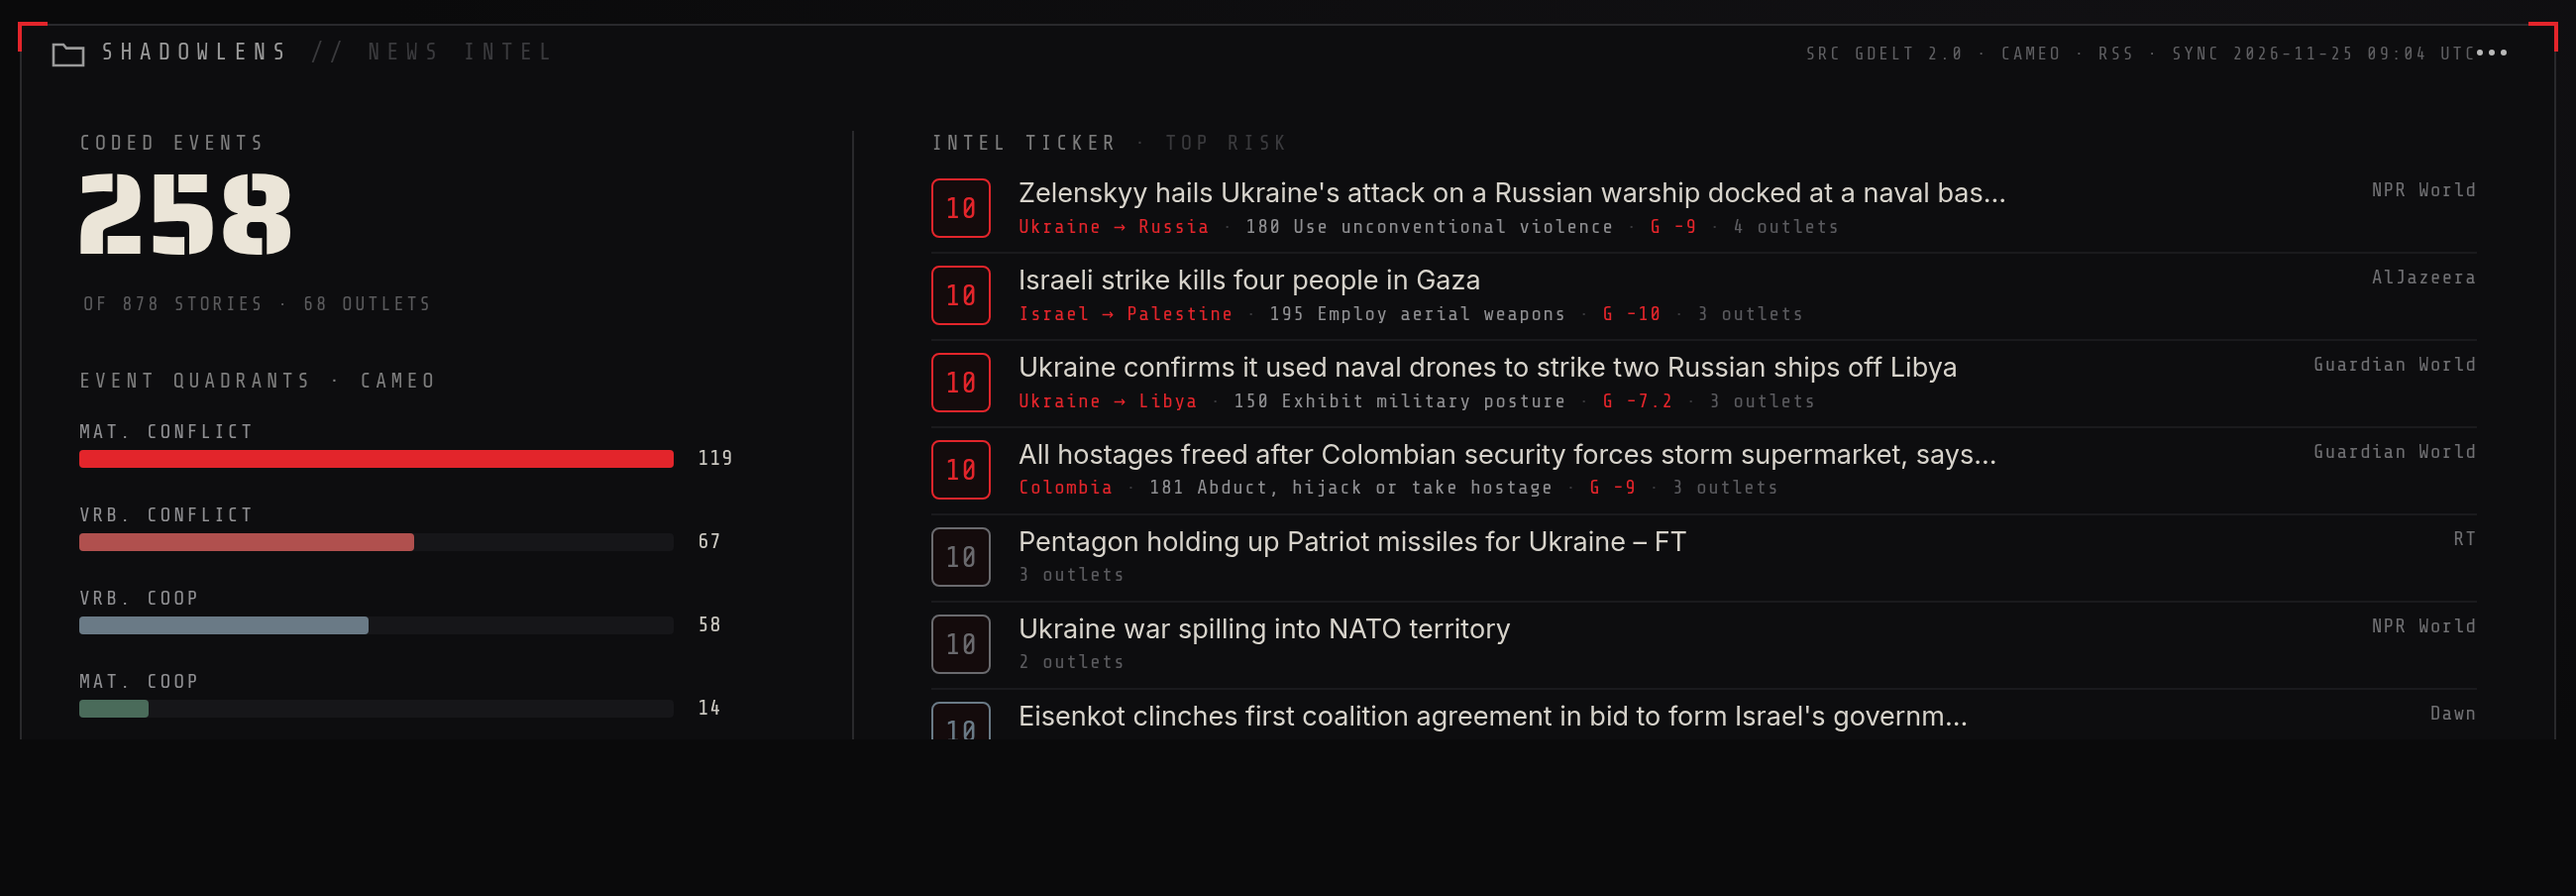 SHADOWLENS // NEWS INTEL
SRC GDELT 2.0 · CAMEO · RSS · SYNC 2026-11-25 09:04 UTC•••
CODED EVENTS
258
OF 878 STORIES · 68 OUTLETS
EVENT QUADRANTS · CAMEO
MAT. CONFLICT
119
VRB. CONFLICT
67
VRB. COOP
58
MAT. COOP
14
INTEL TICKER · TOP RISK
10 Zelenskyy hails Ukraine's attack on a Russian warship docked at a naval bas... NPR World
Ukraine → Russia · 180 Use unconventional violence · G -9 · 4 outlets
10 Israeli strike kills four people in Gaza AlJazeera
Israel → Palestine · 195 Employ aerial weapons · G -10 · 3 outlets
10 Ukraine confirms it used naval drones to strike two Russian ships off Libya Guardian World
Ukraine → Libya · 150 Exhibit military posture · G -7.2 · 3 outlets
10 All hostages freed after Colombian security forces storm supermarket, says... Guardian World
Colombia · 181 Abduct, hijack or take hostage · G -9 · 3 outlets
10 Pentagon holding up Patriot missiles for Ukraine – FT RT
3 outlets
10 Ukraine war spilling into NATO territory NPR World
2 outlets
10 Eisenkot clinches first coalition agreement in bid to form Israel's governm... Dawn